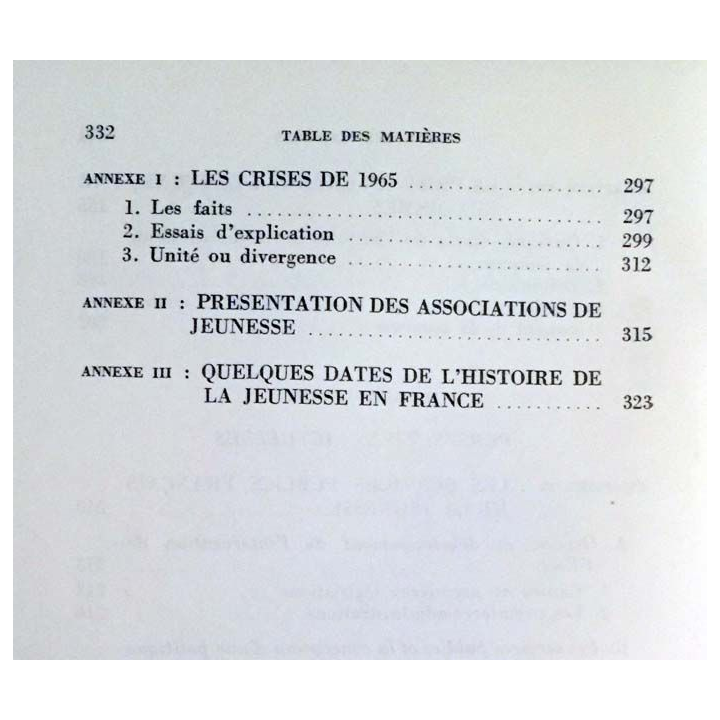 332
TABLE DES MATIÈRES
ANNEXE I : LES CRISES DE 1965 .................... 297
1. Les faits .................... 297
2. Essais d'explication .................... 299
3. Unité ou divergence .................... 312
ANNEXE II : PRESENTATION DES ASSOCIATIONS DE
JEUNESSE .................... 315
ANNEXE III : QUELQUES DATES DE L'HISTOIRE DE
LA JEUNESSE EN FRANCE ........... 323